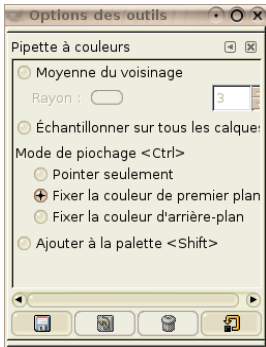 Options des outils
Pipette à couleurs
Moyenne du voisinage
Rayon : 3
Échantillonner sur tous les calques
Mode de piochage <Ctrl>
Pointer seulement
Fixer la couleur de premier plan
Fixer la couleur d'arrière-plan
Ajouter à la palette <Shift>